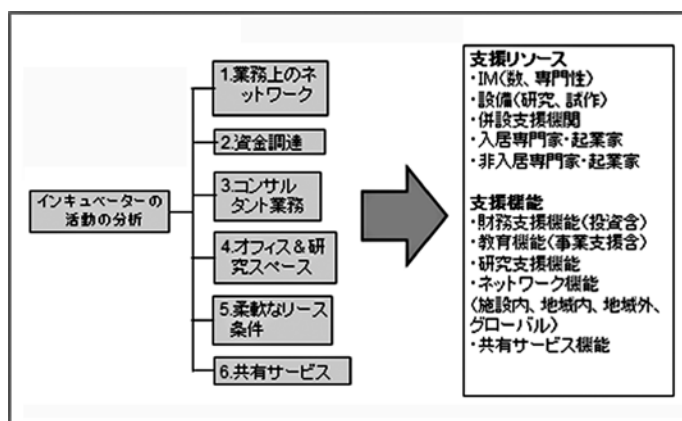 インキュベーターの
活動の分析
1.業務上のネ
ットワーク
2.資金調達
3.コンサル
タント業務
4.オフィス&研
究スペース
5.柔軟なリース
条件
6.共有サービス
支援リソース
・IM(数、専門性)
・設備(研究、試作)
・併設支援機関
・入居専門家・起業家
・非入居専門家・起業家
支援機能
・財務支援機能(投資含)
・教育機能(事業支援含)
・研究支援機能
・ネットワーク機能
(施設内、地域内、地域外、
グローバル)
・共有サービス機能